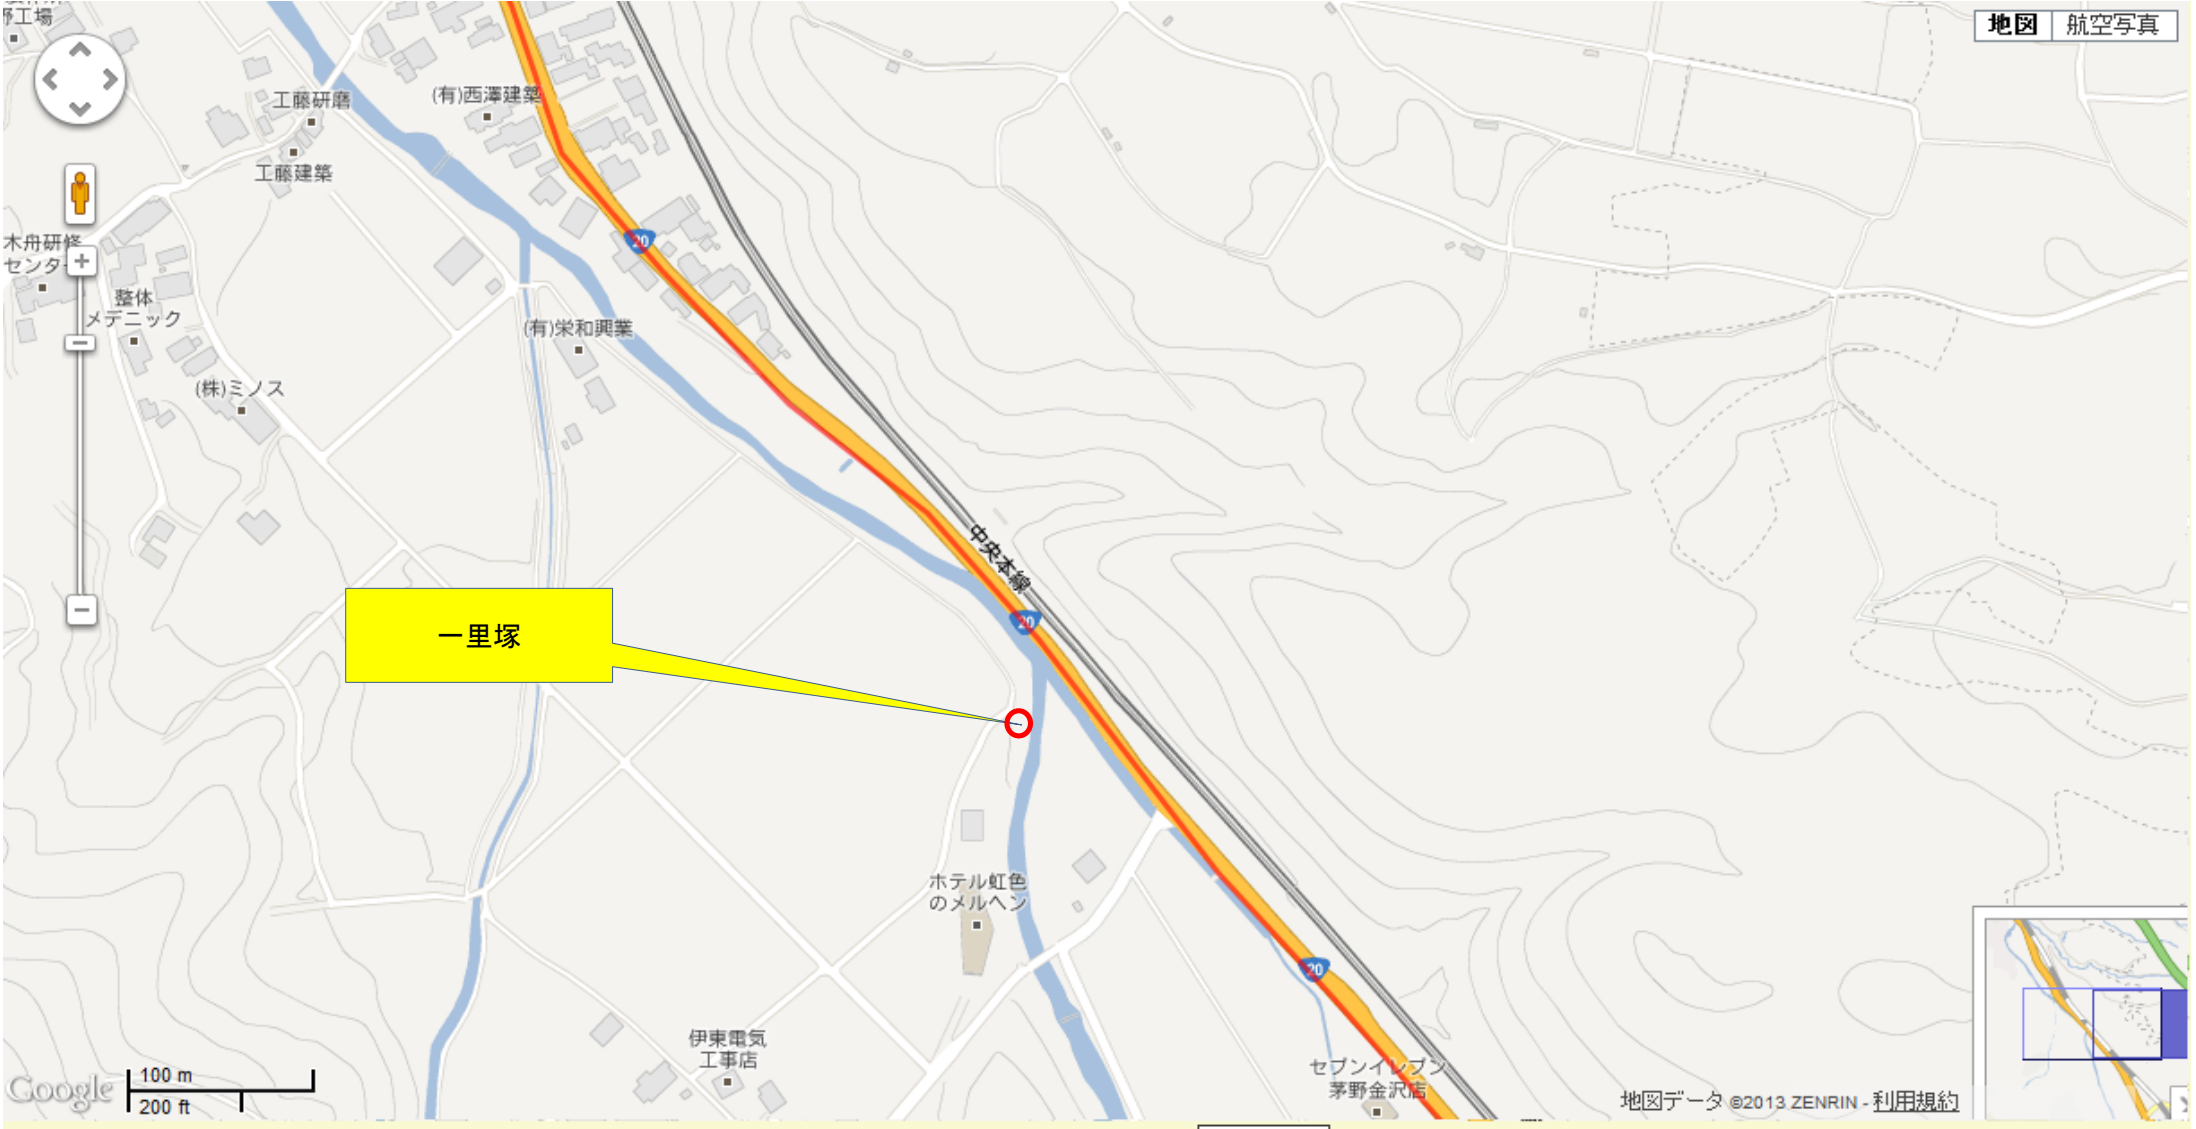 野工場
地図
航空写真
工藤研磨
(有)西澤建築
工藤建築
20
木舟研修
センター
整体
メデニック
(有)栄和興業
(株)ミノス
中央本線
一里塚
20
ホテル虹色
のメルヘン
20
伊東電気
工事店
セブンイレブン
茅野金沢店
Google
100 m
200 ft
地図データ ©2013 ZENRIN - 利用規約